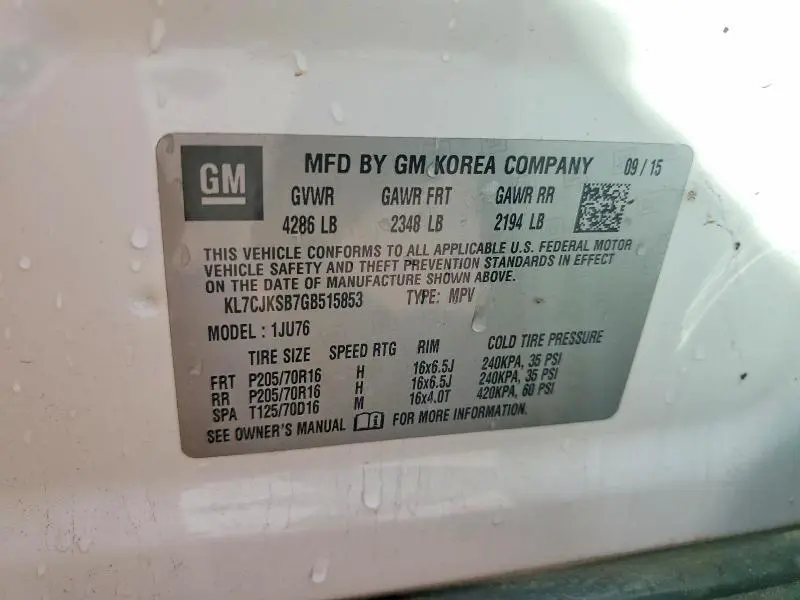 GM
MFD BY GM KOREA COMPANY 09/15
GVWR GAWR FRT GAWR RR
4286 LB 2348 LB 2194 LB
THIS VEHICLE CONFORMS TO ALL APPLICABLE U.S. FEDERAL MOTOR
VEHICLE SAFETY AND THEFT PREVENTION STANDARDS IN EFFECT
ON THE DATE OF MANUFACTURE SHOWN ABOVE.
KL7CJKSB7GB515853 TYPE: MPV
MODEL : 1JU76
TIRE SIZE SPEED RTG RIM COLD TIRE PRESSURE
FRT P205/70R16 H 16x6.5J 240KPA, 35 PSI
RR P205/70R16 H 16x6.5J 240KPA, 35 PSI
SPA T125/70D16 M 16x4.0T 420KPA, 60 PSI
SEE OWNER'S MANUAL FOR MORE INFORMATION.